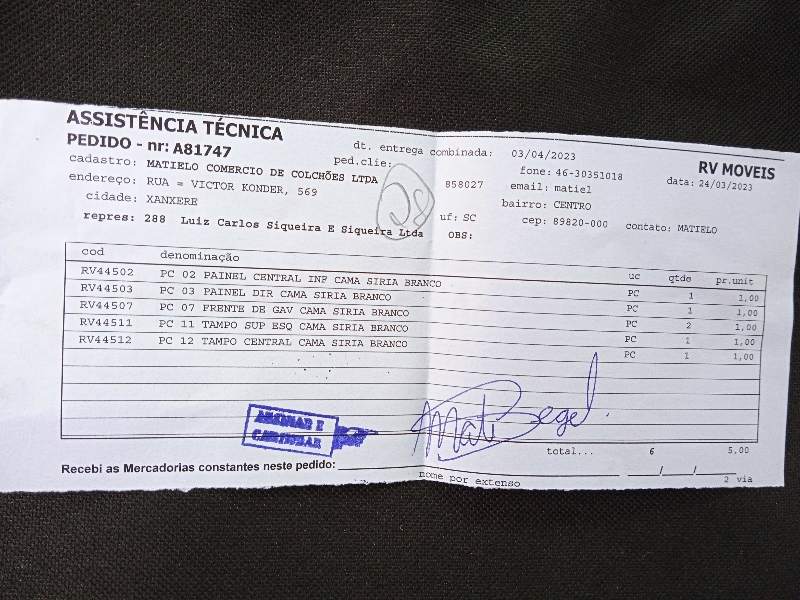 ASSISTÊNCIA TÉCNICA
PEDIDO - nr: A81747 dt. entrega combinada: 03/04/2023 RV MOVEIS
cadastro: MATIELO COMERCIO DE COLCHÕES LTDA ped.clie: fone: 46-30351018 data: 24/03/2023
endereço: RUA = VICTOR KONDER, 569 858027 email: matiel
cidade: XANXERE bairro: CENTRO
uf: SC cep: 89820-000 contato: MATIELO
repres: 288 Luiz Carlos Siqueira E Siqueira Ltda OBS:
08
cod denominação uc qtde pr.unit
RV44502 PC 02 PAINEL CENTRAL INF CAMA SIRIA BRANCO PC 1 1,00
RV44503 PC 03 PAINEL DIR CAMA SIRIA BRANCO PC 1 1,00
RV44507 PC 07 FRENTE DE GAV CAMA SIRIA BRANCO PC 2 1,00
RV44511 PC 11 TAMPO SUP ESQ CAMA SIRIA BRANCO PC 1 1,00
RV44512 PC 12 TAMPO CENTRAL CAMA SIRIA BRANCO PC 1 1,00
ASSINAR E
CARIMBAR
total... 6 5,00
Recebi as Mercadorias constantes neste pedido: / /
nome por extenso 2 via